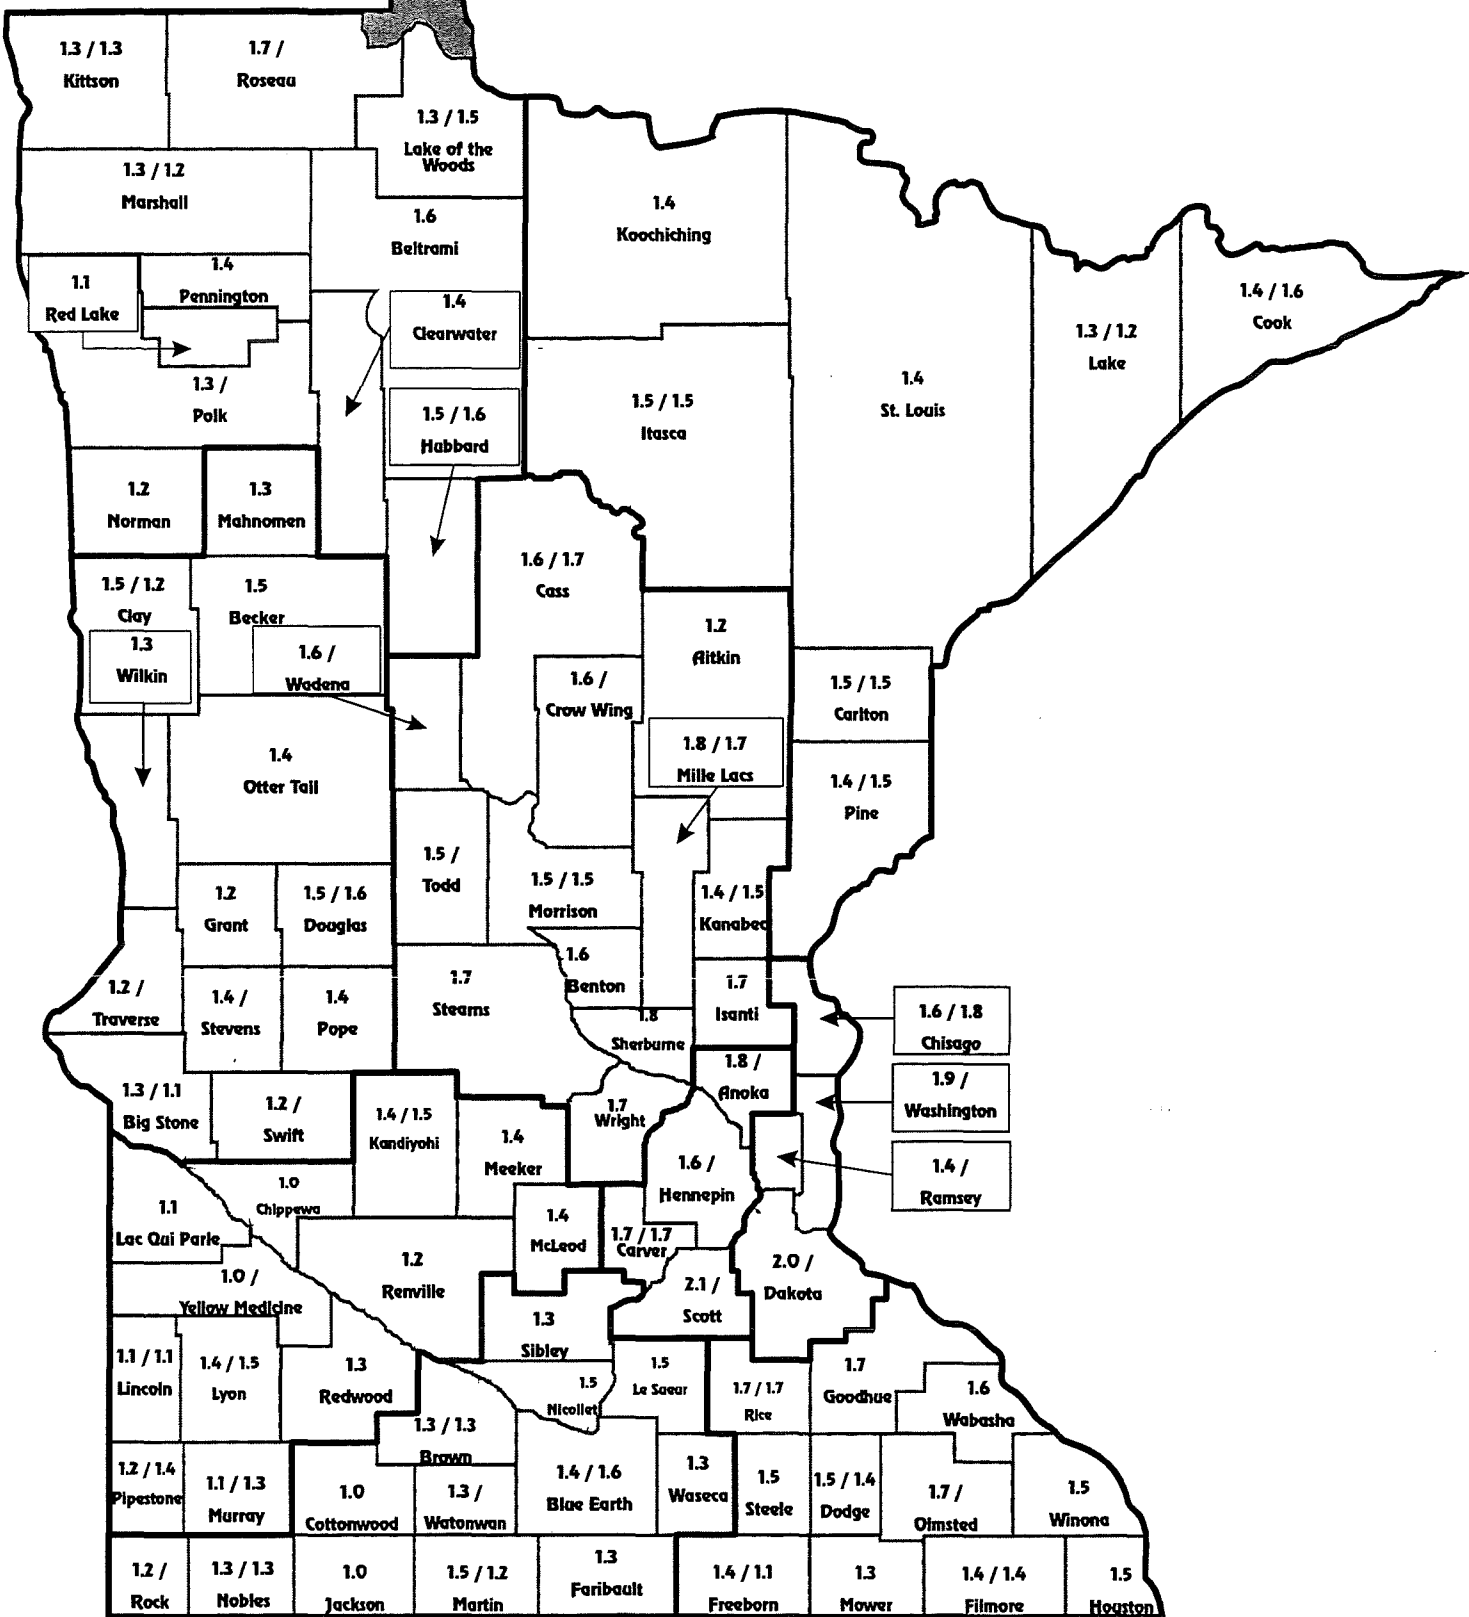 1.3 / 1.3
Kittson
1.7 /
Roseau
1.3 / 1.5
Lake of the
Woods
1.3 / 1.2
Marshall
1.6
Beltrami
1.4
Koochiching
1.1
Red Lake
1.4
Pennington
1.4
Clearwater
1.4 / 1.6
Cook
1.3 / 1.2
Lake
1.3 /
Polk
1.5 / 1.6
Hubbard
1.5 / 1.5
Itasca
1.4
St. Louis
1.2
Norman
1.3
Mahnomen
1.6 / 1.7
Cass
1.5 / 1.2
Clay
1.5
Becker
1.2
Aitkin
1.3
Wilkin
1.6 /
Wadena
1.6 /
Crow Wing
1.5 / 1.5
Carlton
1.4
Otter Tail
1.8 / 1.7
Mille Lacs
1.4 / 1.5
Pine
1.5 /
Todd
1.5 / 1.5
Morrison
1.4 / 1.5
Kanabec
1.2
Grant
1.5 / 1.6
Douglas
1.6
Benton
1.7
Stearns
1.7
Isanti
1.2 /
Traverse
1.4 /
Stevens
1.4
Pope
1.8
Sherburne
1.6 / 1.8
Chisago
1.8 /
Anoka
1.9 /
Washington
1.3 / 1.1
Big Stone
1.2 /
Swift
1.4 / 1.5
Kandiyohi
1.4
Meeker
1.7
Wright
1.6 /
Hennepin
1.4 /
Ramsey
1.0
Chippewa
1.1
Lac Qui Parle
1.4
McLeod
1.7 / 1.7
Carver
1.2
Renville
2.0 /
Dakota
1.0 /
Yellow Medicine
2.1 /
Scott
1.3
Sibley
1.1 / 1.1
Lincoln
1.4 / 1.5
Lyon
1.3
Redwood
1.5
Nicollet
1.5
Le Sueur
1.7 / 1.7
Rice
1.7
Goodhue
1.6
Wabasha
1.3 / 1.3
Brown
1.2 / 1.4
Pipestone
1.1 / 1.3
Murray
1.0
Cottonwood
1.3 /
Watonwan
1.4 / 1.6
Blue Earth
1.3
Waseca
1.5
Steele
1.5 / 1.4
Dodge
1.7 /
Olmsted
1.5
Winona
1.2 /
Rock
1.3 / 1.3
Nobles
1.0
Jackson
1.5 / 1.2
Martin
1.3
Faribault
1.4 / 1.1
Freeborn
1.3
Mower
1.4 / 1.4
Filmore
1.5
Houston